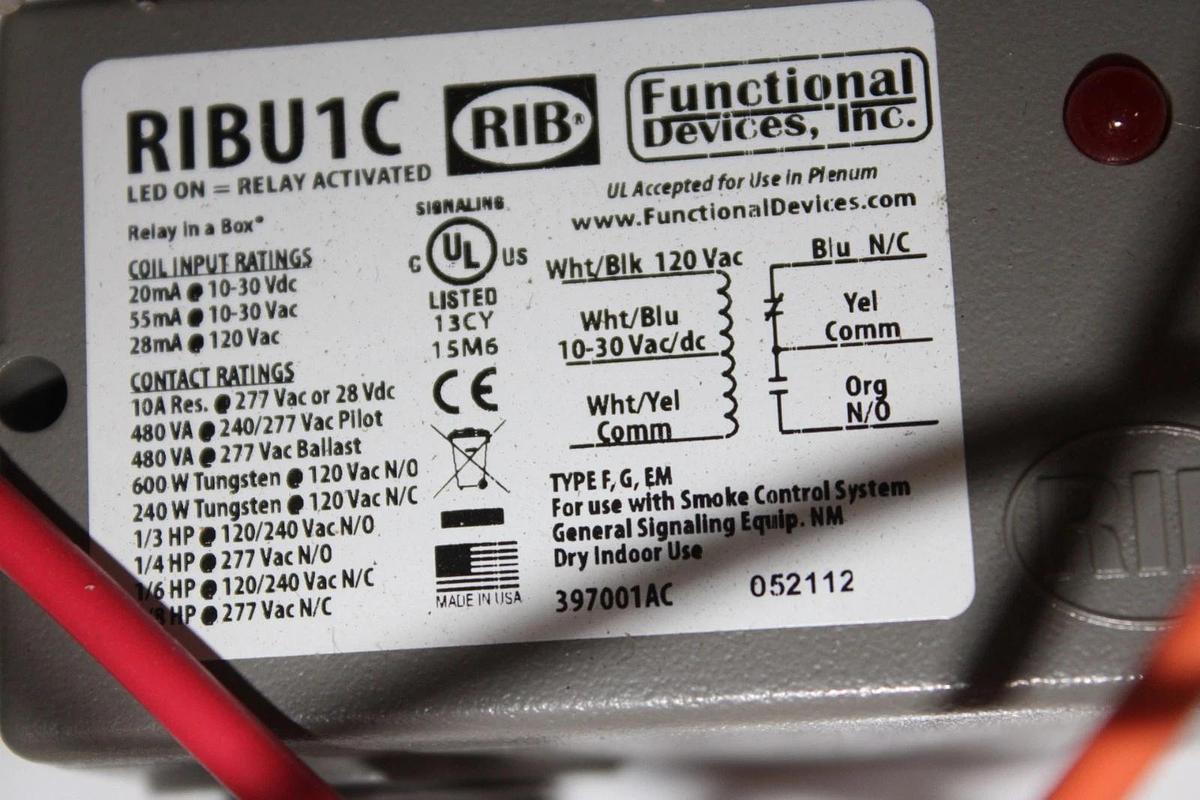 RIBU1C
RIB®
Functional
Devices, Inc.
LED ON = RELAY ACTIVATED
UL Accepted for Use in Plenum
www.FunctionalDevices.com
Relay in a Box®
COIL INPUT RATINGS
20mA @ 10-30 Vdc
55mA @ 10-30 Vac
28mA @ 120 Vac
CONTACT RATINGS
10A Res. @ 277 Vac or 28 Vdc
480 VA @ 240/277 Vac Pilot
480 VA @ 277 Vac Ballast
600 W Tungsten @ 120 Vac N/O
240 W Tungsten @ 120 Vac N/C
1/3 HP @ 120/240 Vac N/O
1/4 HP @ 277 Vac N/O
1/6 HP @ 120/240 Vac N/C
1/8 HP @ 277 Vac N/C
SIGNALING
C UL US
LISTED
13CY
15M6
CE
MADE IN USA
Wht/Blk 120 Vac
Wht/Blu
10-30 Vac/dc
Wht/Yel
Comm
Blu N/C
Yel
Comm
Org
N/O
TYPE F, G, EM
For use with Smoke Control System
General Signaling Equip. NM
Dry Indoor Use
397001AC 052112
RI